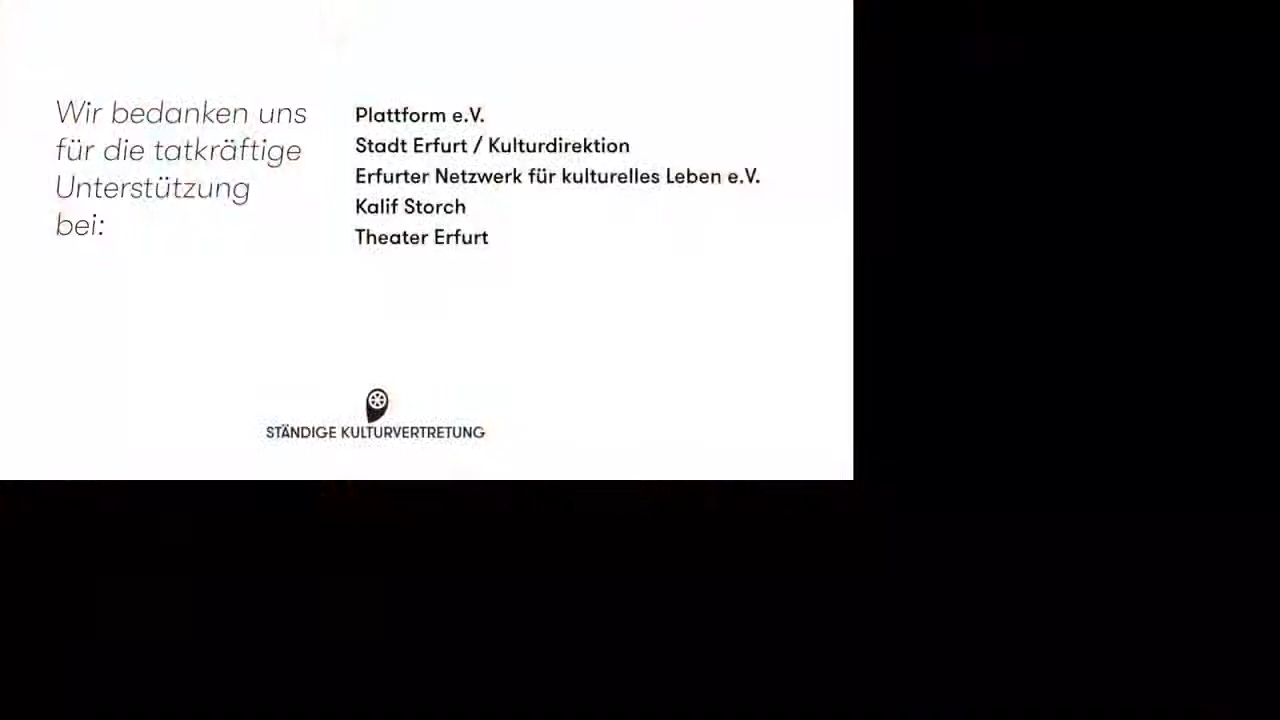 Wir bedanken uns
für die tatkräftige
Unterstützung
bei:
Plattform e.V.
Stadt Erfurt / Kulturdirektion
Erfurter Netzwerk für kulturelles Leben e.V.
Kalif Storch
Theater Erfurt
STÄNDIGE KULTURVERTRETUNG